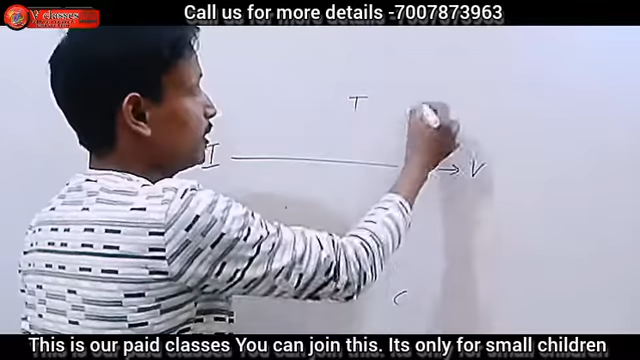 V classes
Call us for more details -7007873963
T
I V
C
This is our paid classes You can join this. Its only for small children